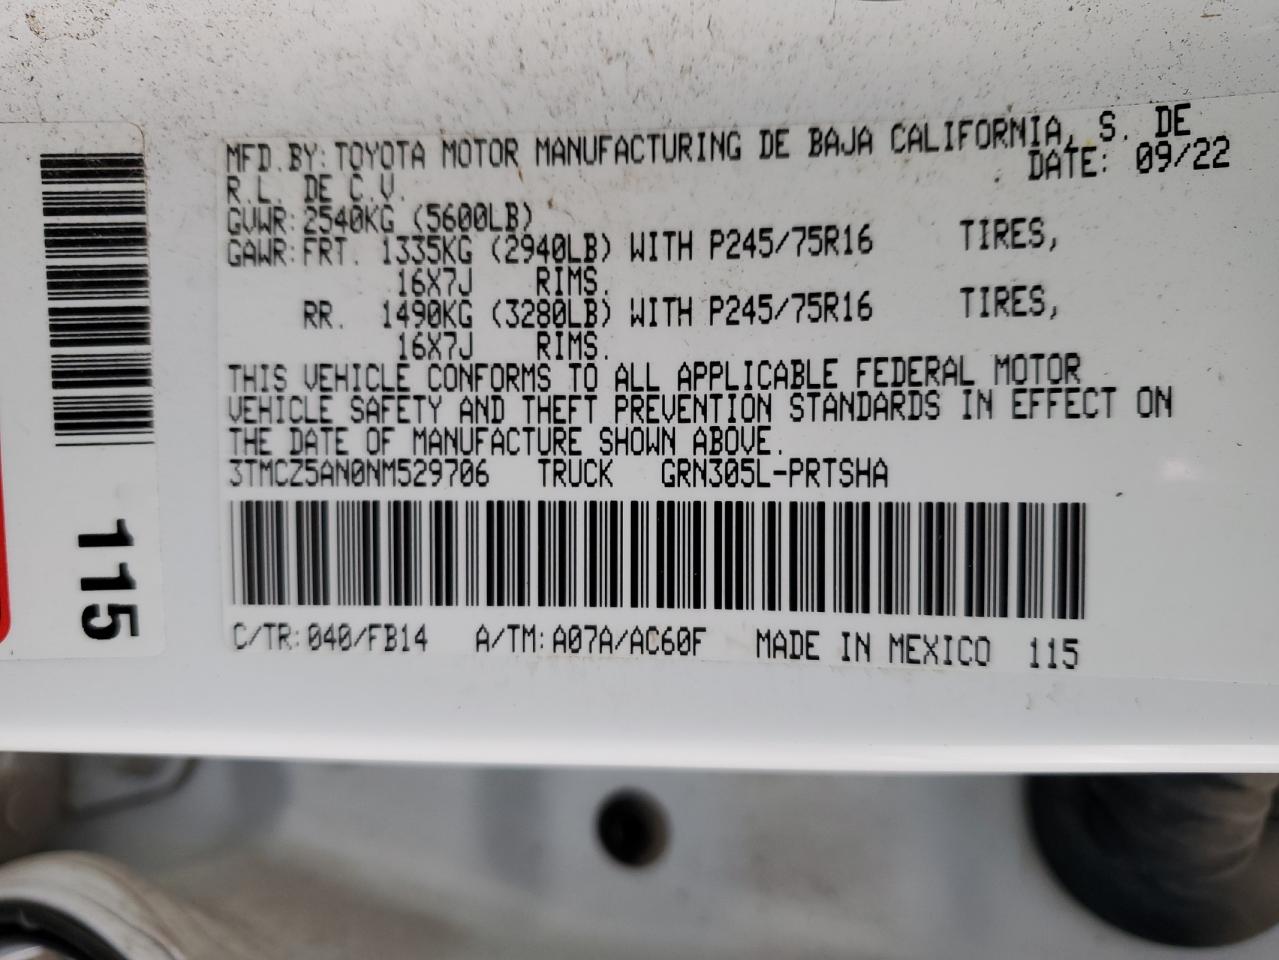 MFD.BY:TOYOTA MOTOR MANUFACTURING DE BAJA CALIFORNIA, S. DE
R.L. DE C.V. DATE: 09/22
GVWR:2540KG (5600LB)
GAWR:FRT. 1335KG (2940LB) WITH P245/75R16 TIRES,
16X7J RIMS.
RR. 1490KG (3280LB) WITH P245/75R16 TIRES,
16X7J RIMS.
THIS VEHICLE CONFORMS TO ALL APPLICABLE FEDERAL MOTOR
VEHICLE SAFETY AND THEFT PREVENTION STANDARDS IN EFFECT ON
THE DATE OF MANUFACTURE SHOWN ABOVE.
3TMCZ5AN0NM529706 TRUCK GRN305L-PRTSHA
C/TR:040/FB14 A/TM:A07A/AC60F MADE IN MEXICO 115
115